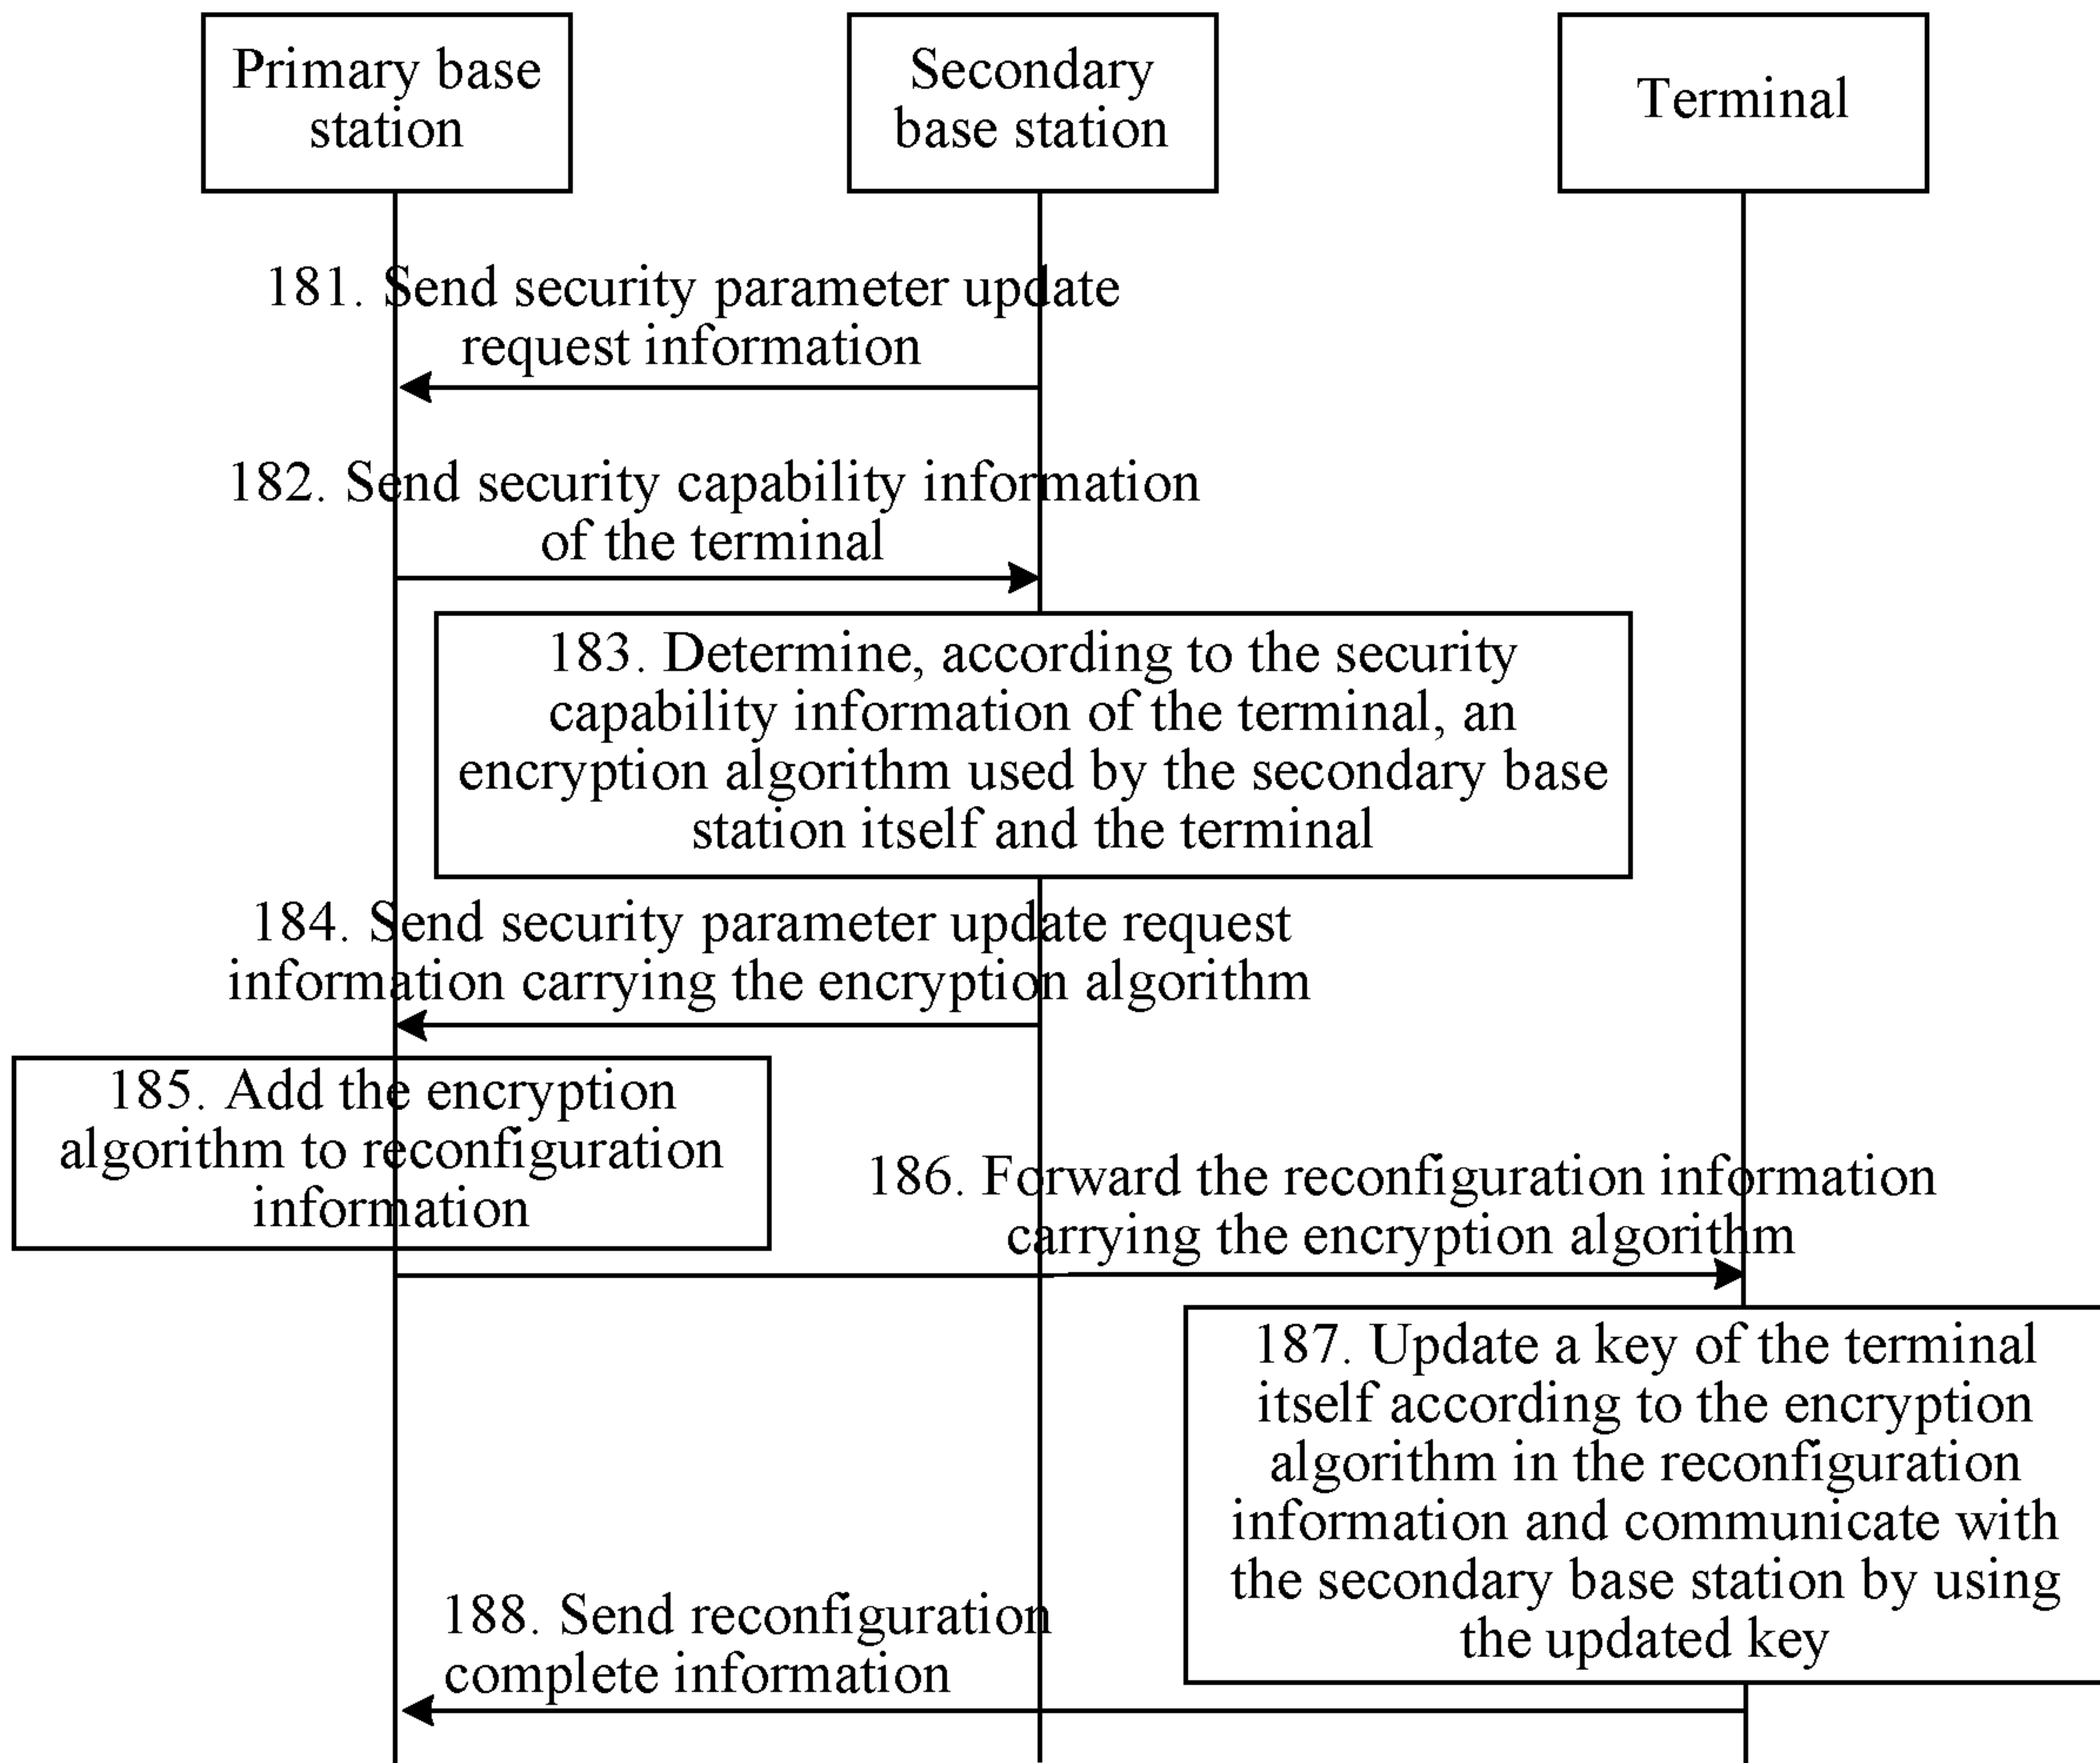 Primary base
station
Secondary
base station
Terminal
181. Send security parameter update
request information
182. Send security capability information
of the terminal
183. Determine, according to the security
capability information of the terminal, an
encryption algorithm used by the secondary base
station itself and the terminal
184. Send security parameter update request
information carrying the encryption algorithm
185. Add the encryption
algorithm to reconfiguration
information
186. Forward the reconfiguration information
carrying the encryption algorithm
187. Update a key of the terminal
itself according to the encryption
algorithm in the reconfiguration
information and communicate with
the secondary base station by using
the updated key
188. Send reconfiguration
complete information